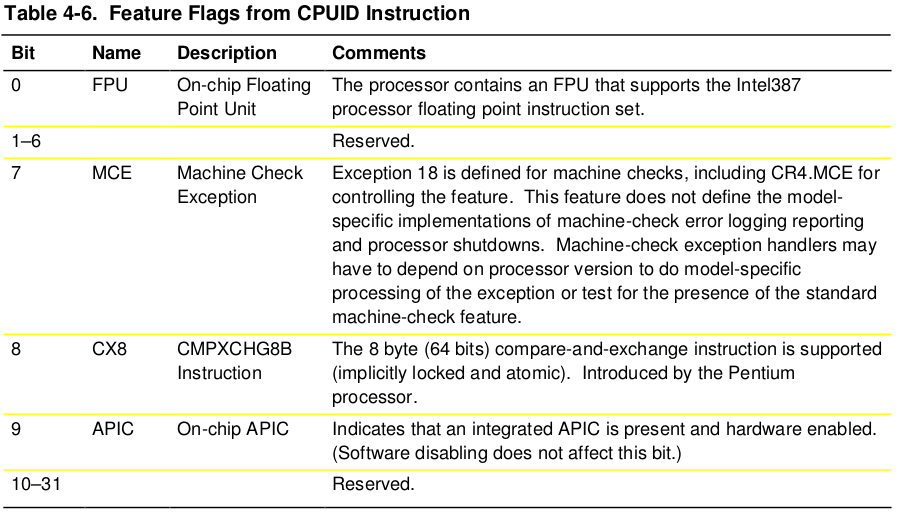 Table 4-6. Feature Flags from CPUID Instruction
Bit Name Description Comments
0 FPU On-chip Floating The processor contains an FPU that supports the Intel387
Point Unit processor floating point instruction set.
1–6 Reserved.
7 MCE Machine Check Exception 18 is defined for machine checks, including CR4.MCE for
Exception controlling the feature. This feature does not define the model-
specific implementations of machine-check error logging reporting
and processor shutdowns. Machine-check exception handlers may
have to depend on processor version to do model-specific
processing of the exception or test for the presence of the standard
machine-check feature.
8 CX8 CMPXCHG8B The 8 byte (64 bits) compare-and-exchange instruction is supported
Instruction (implicitly locked and atomic). Introduced by the Pentium
processor.
9 APIC On-chip APIC Indicates that an integrated APIC is present and hardware enabled.
(Software disabling does not affect this bit.)
10–31 Reserved.